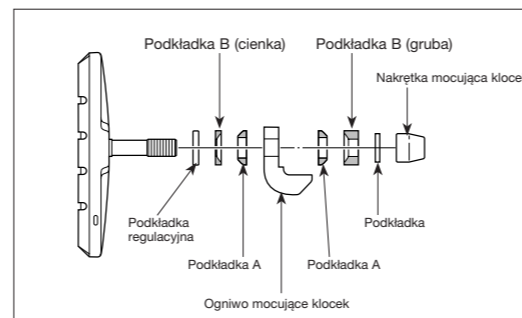 Podkładka B (cienka)
Podkładka B (gruba)
Nakrętka mocująca kloce
Podkładka
regulacyjna
Podkładka A
Podkładka A
Podkładka
Ogniwo mocujące klocek